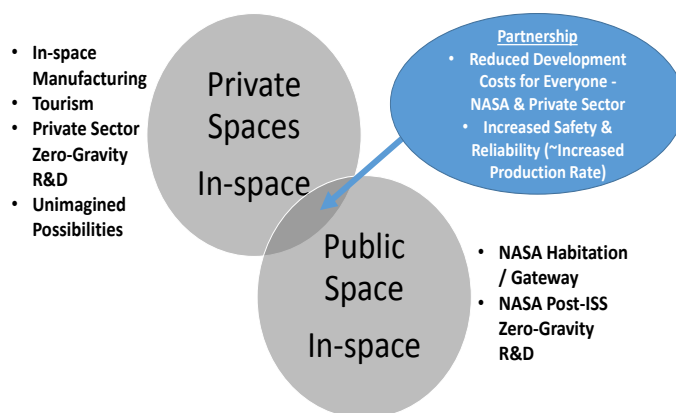 • In-space
Manufacturing
• Tourism
• Private Sector
Zero-Gravity
R&D
• Unimagined
Possibilities
Private
Spaces
In-space
Partnership
• Reduced Development
Costs for Everyone -
NASA & Private Sector
• Increased Safety &
Reliability (~Increased
Production Rate)
Public
Space
In-space
• NASA Habitation
/ Gateway
• NASA Post-ISS
Zero-Gravity
R&D